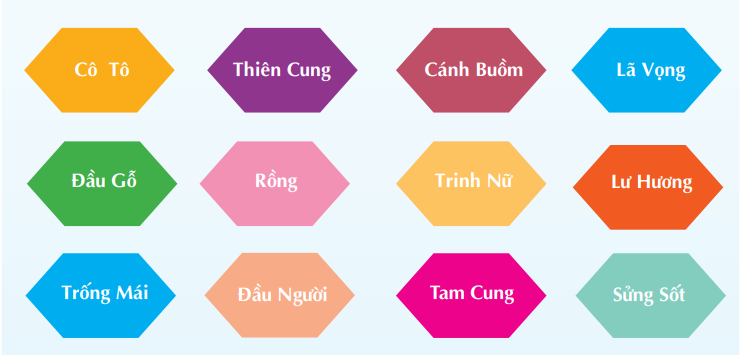 Cô Tô
Thiên Cung
Cánh Buồm
Lã Vọng
Đầu Gỗ
Rồng
Trinh Nữ
Lư Hương
Trống Mái
Đầu Người
Tam Cung
Sửng Sốt